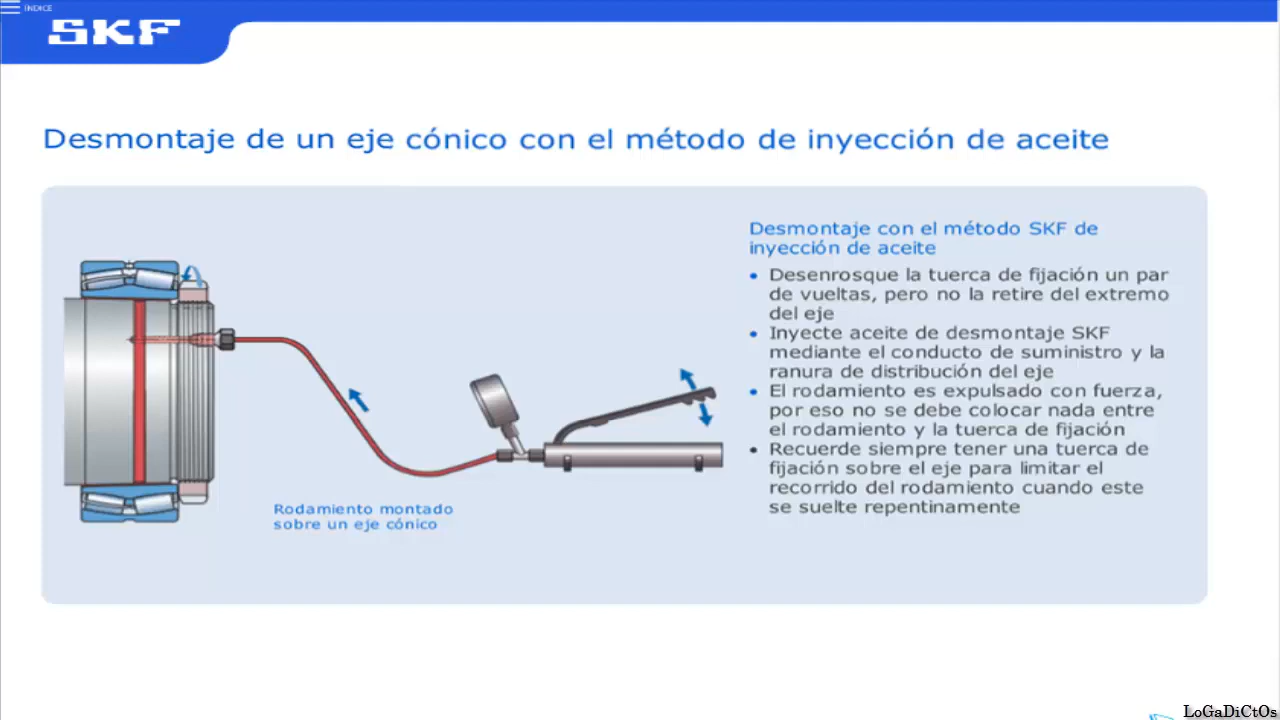 ÍNDICE
SKF
Desmontaje de un eje cónico con el método de inyección de aceite
Desmontaje con el método SKF de
inyección de aceite
• Desenrosque la tuerca de fijación un par
de vueltas, pero no la retire del extremo
del eje
• Inyecte aceite de desmontaje SKF
mediante el conducto de suministro y la
ranura de distribución del eje
• El rodamiento es expulsado con fuerza,
por eso no se debe colocar nada entre
el rodamiento y la tuerca de fijación
• Recuerde siempre tener una tuerca de
fijación sobre el eje para limitar el
recorrido del rodamiento cuando este
se suelte repentinamente
Rodamiento montado
sobre un eje cónico
LoGaDiCtOs